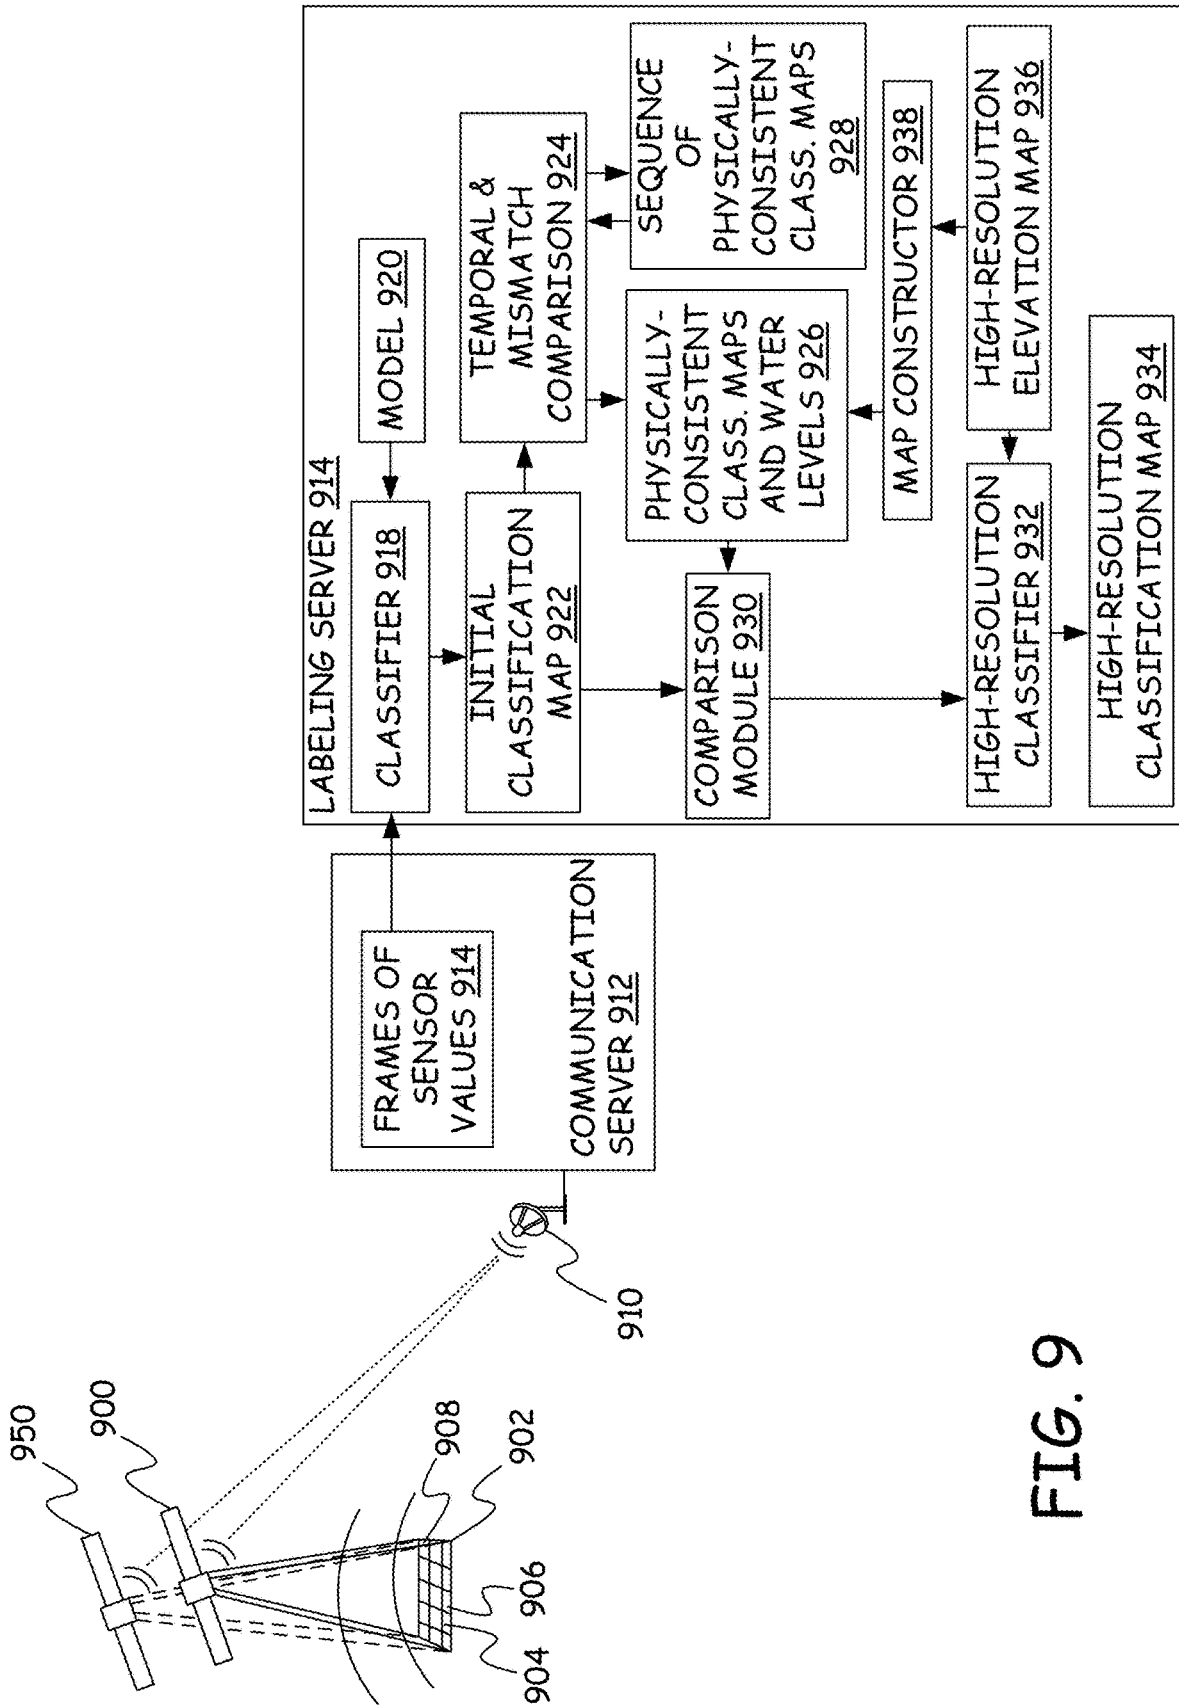 950
900
908
902
906
904
910
FRAMES OF
SENSOR
VALUES 914
COMMUNICATION
SERVER 912
LABELING SERVER 914
CLASSIFIER 918
MODEL 920
INITIAL
CLASSIFICATION
MAP 922
TEMPORAL &
MISMATCH
COMPARISON 924
PHYSICALLY-
CONSISTENT
CLASS. MAPS
AND WATER
LEVELS 926
SEQUENCE
OF
PHYSICALLY-
CONSISTENT
CLASS. MAPS
928
COMPARISON
MODULE 930
MAP CONSTRUCTOR 938
HIGH-RESOLUTION
CLASSIFIER 932
HIGH-RESOLUTION
ELEVATION MAP 936
HIGH-RESOLUTION
CLASSIFICATION MAP 934
FIG. 9